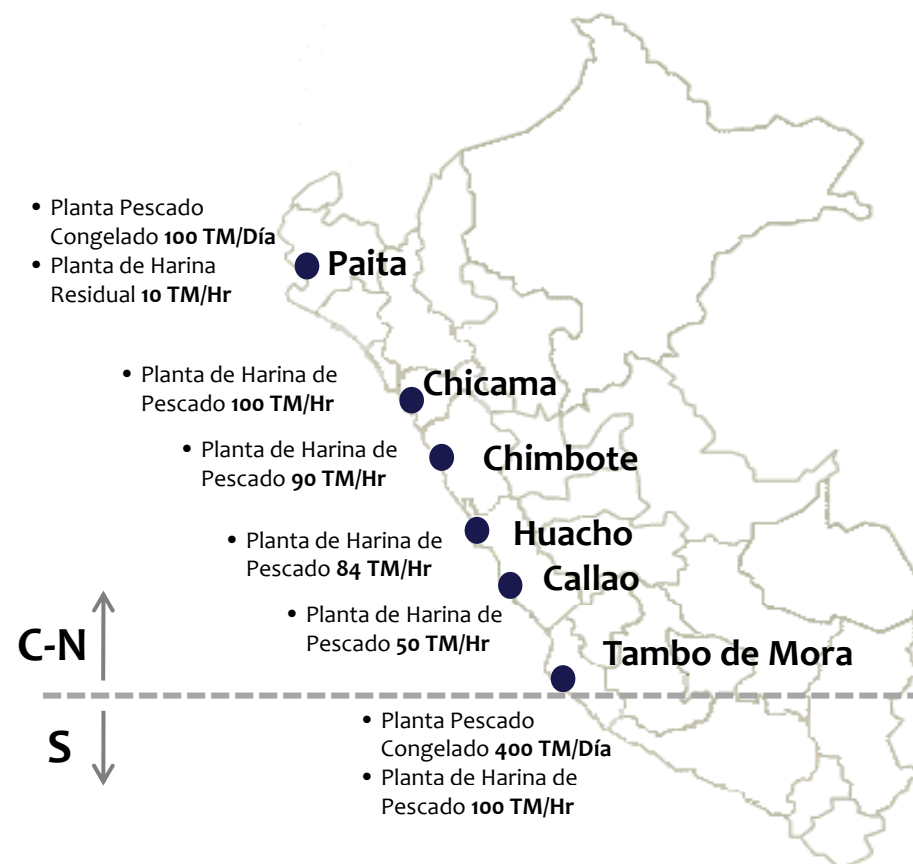 • Planta Pescado
Congelado 100 TM/Día
• Planta de Harina
Residual 10 TM/Hr
Paita
• Planta de Harina de
Pescado 100 TM/Hr
Chicama
• Planta de Harina de
Pescado 90 TM/Hr
Chimbote
• Planta de Harina de
Pescado 84 TM/Hr
Huacho
Callao
• Planta de Harina de
Pescado 50 TM/Hr
C-N
Tambo de Mora
S
• Planta Pescado
Congelado 400 TM/Día
• Planta de Harina de
Pescado 100 TM/Hr